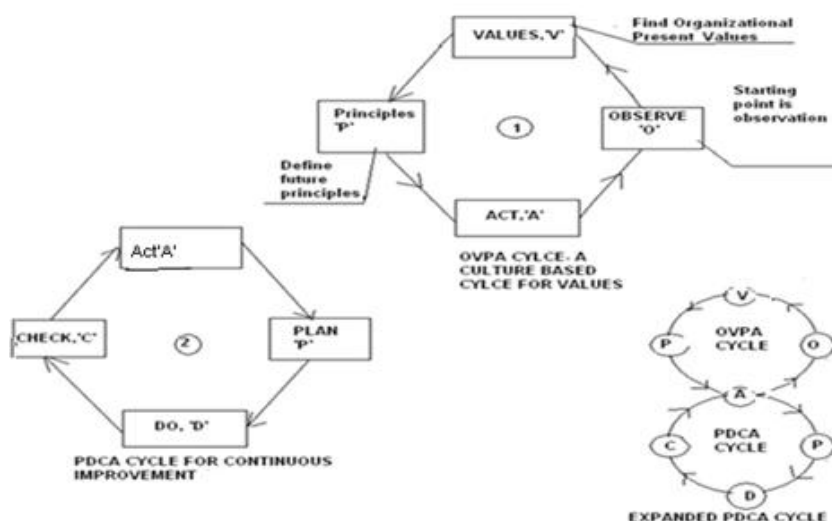 VALUES,'V'
Find Organizational
Present Values
Principles
'P'
1
OBSERVE
'O'
Starting
point is
observation
Define
future
principles,
ACT,'A'
OVPA CYLCE- A
CULTURE BASED
CYLCE FOR VALUES
Act'A'
CHECK,'C'
2
PLAN
'P'
DO, 'D'
PDCA CYCLE FOR CONTINUOUS
IMPROVEMENT
V
P
OVPA
CYCLE
O
A
C
PDCA
CYCLE
P
D
EXPANDED PDCA CYCLE